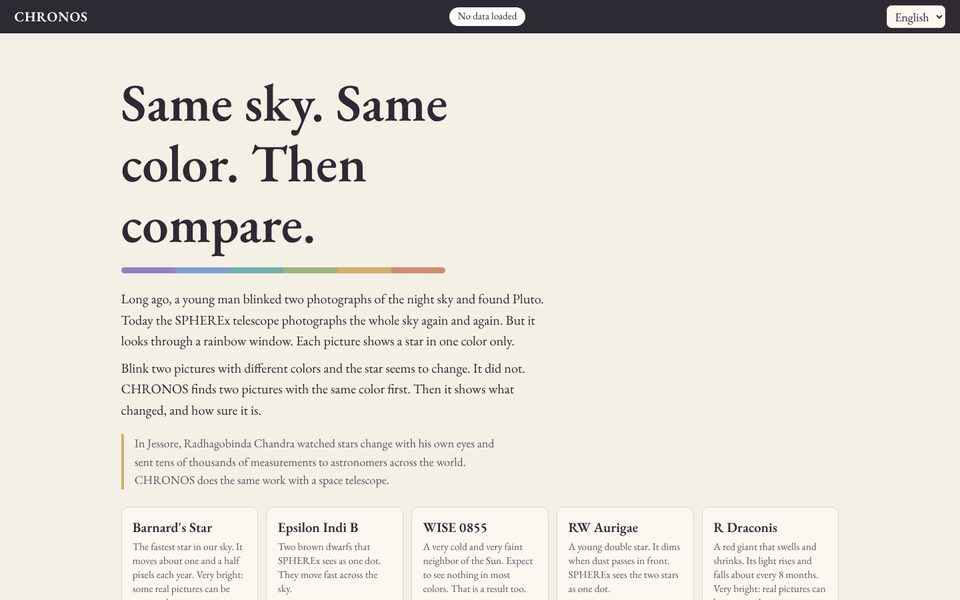 CHRONOS
No data loaded
English
Same sky. Same
color. Then
compare.
Long ago, a young man blinked two photographs of the night sky and found Pluto.
Today the SPHEREx telescope photographs the whole sky again and again. But it
looks through a rainbow window. Each picture shows a star in one color only.
Blink two pictures with different colors and the star seems to change. It did not.
CHRONOS finds two pictures with the same color first. Then it shows what
changed, and how sure it is.
In Jessore, Radhagobinda Chandra watched stars change with his own eyes and
sent tens of thousands of measurements to astronomers across the world.
CHRONOS does the same work with a space telescope.
Barnard's Star
The fastest star in our sky. It
moves about one and a half
pixels each year. Very bright:
some real pictures can be
Epsilon Indi B
Two brown dwarfs that
SPHEREx sees as one dot.
They move fast across the
sky.
WISE 0855
A very cold and very faint
neighbor of the Sun. Expect
to see nothing in most
colors. That is a result too.
RW Aurigae
A young double star. It dims
when dust passes in front.
SPHEREx sees the two stars
as one dot.
R Draconis
A red giant that swells and
shrinks. Its light rises and
falls about every 8 months.
Very bright: real pictures can